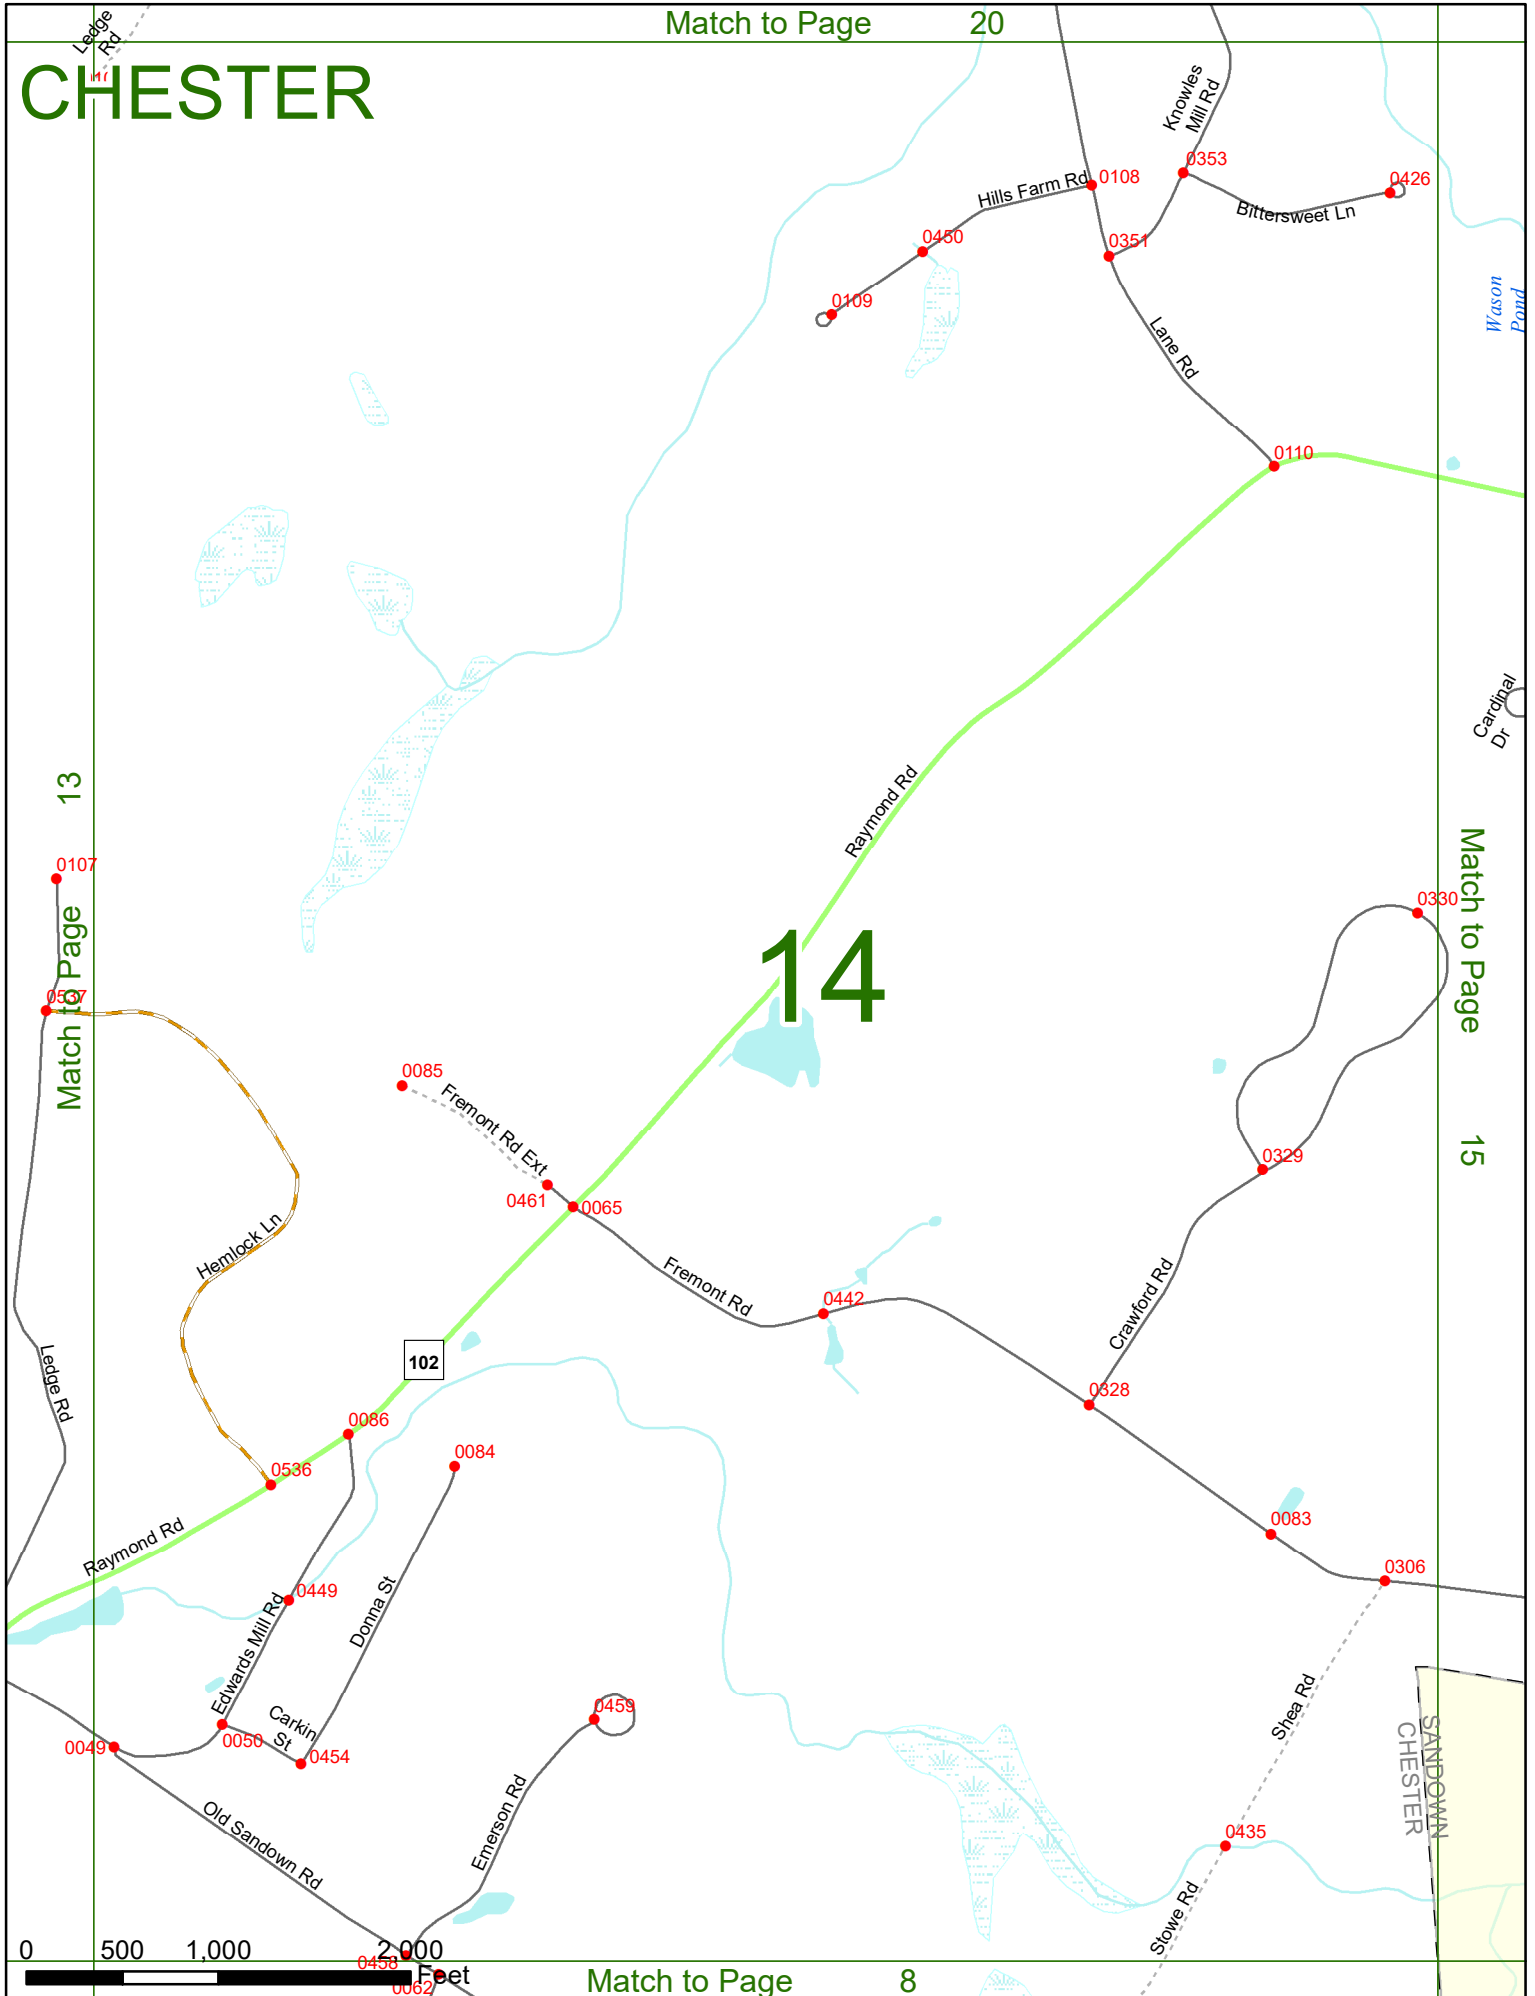 Match to Page 20
Ledge
Rd
CHESTER
Knowles
Mill Rd
0353
0108
Hills Farm Rd
0426
Bittersweet Ln
0450
0351
0109
Wason
Pond
Lane Rd
0110
Cardinal
Dr
Raymond Rd
Match to Page 13
0107
0537
Match to Page 15
0330
14
0085
Fremont Rd Ext
0461
0065
0329
Hemlock Ln
Fremont Rd
0442
Crawford Rd
102
Ledge Rd
0328
0086
0084
0536
0083
Raymond Rd
0306
0449
Edwards Mill Rd
Donna St
Shea Rd
0459
Carkin
St
0049
0050
0454
SANDOWN
CHESTER
Old Sandown Rd
Emerson Rd
0435
Stowe Rd
0 500 1,000 2,000
Feet
0458
0062
Match to Page 8